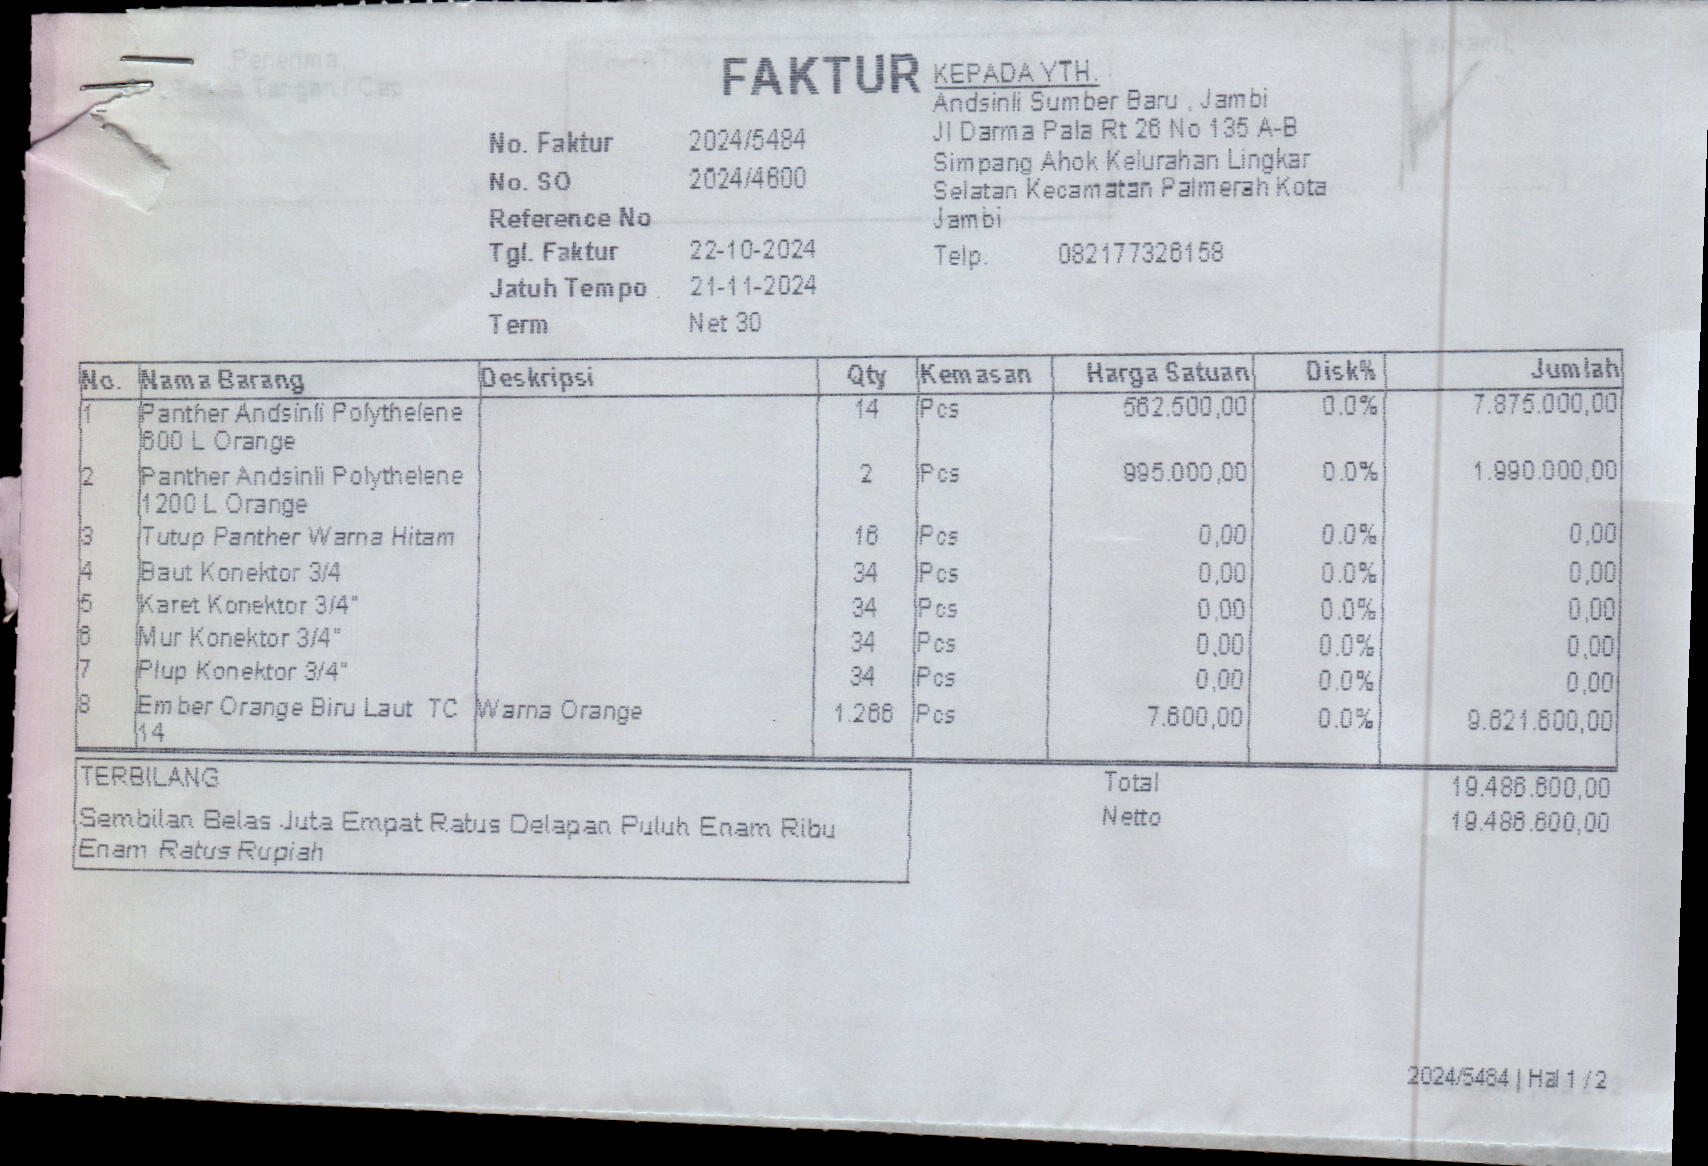 Penerima,
Tanda Tangan / Cap
FAKTUR
KEPADA YTH.
Andsinli Sumber Baru , Jambi
Jl Darma Pala Rt 26 No 135 A-B
Simpang Ahok Kelurahan Lingkar
Selatan Kecamatan Palmerah Kota
Jambi
Telp. 082177326158
No. Faktur 2024/5484
No. SO 2024/4600
Reference No
Tgl. Faktur 22-10-2024
Jatuh Tempo 21-11-2024
Term Net 30
No. Nama Barang Deskripsi Qty Kemasan Harga Satuan Disk% Jumlah
1 Panther Andsinli Polythelene 14 Pcs 562.500,00 0.0% 7.875.000,00
600 L Orange
2 Panther Andsinli Polythelene 2 Pcs 995.000,00 0.0% 1.990.000,00
1200 L Orange
3 Tutup Panther Warna Hitam 16 Pcs 0,00 0.0% 0,00
4 Baut Konektor 3/4 34 Pcs 0,00 0.0% 0,00
5 Karet Konektor 3/4" 34 Pcs 0,00 0.0% 0,00
6 Mur Konektor 3/4" 34 Pcs 0,00 0.0% 0,00
7 Plup Konektor 3/4" 34 Pcs 0,00 0.0% 0,00
8 Ember Orange Biru Laut TC Warna Orange 1.266 Pcs 7.600,00 0.0% 9.621.600,00
14
TERBILANG
Sembilan Belas Juta Empat Ratus Delapan Puluh Enam Ribu
Enam Ratus Rupiah
Total 19.486.600,00
Netto 19.486.600,00
2024/5484 | Hal 1 / 2